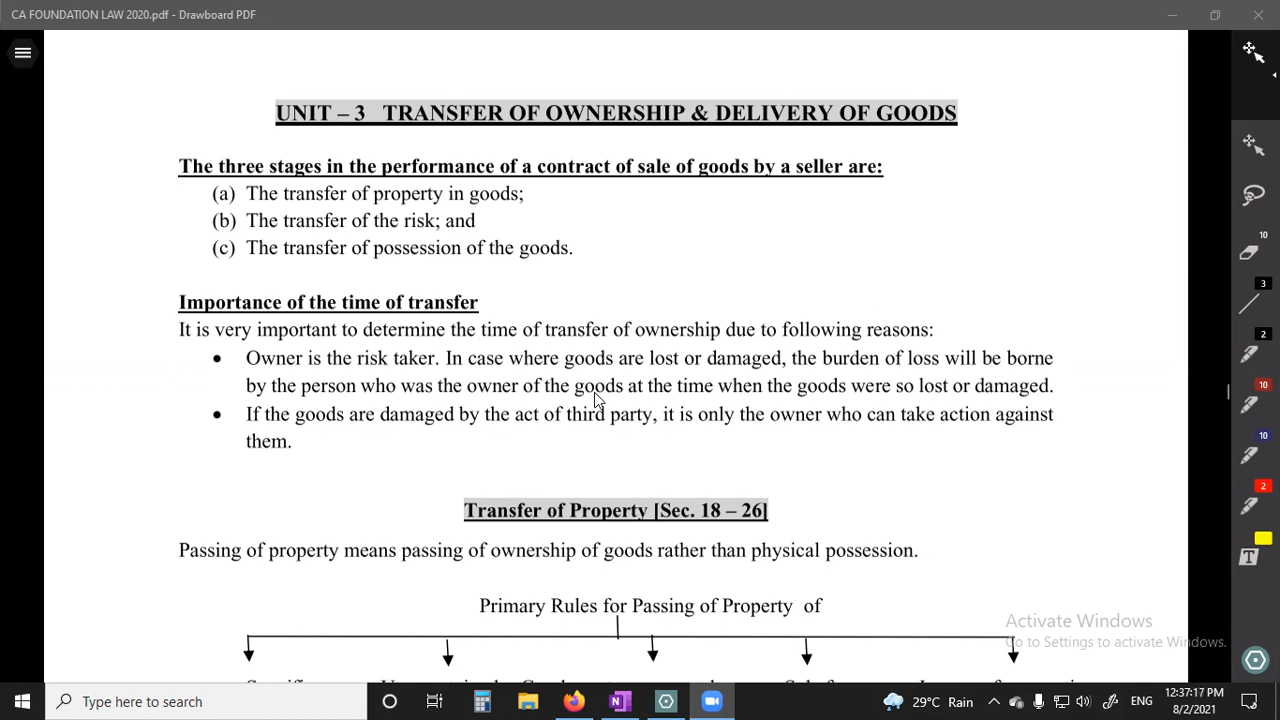 CA FOUNDATION LAW 2020.pdf - Drawboard PDF
UNIT – 3 TRANSFER OF OWNERSHIP & DELIVERY OF GOODS
The three stages in the performance of a contract of sale of goods by a seller are:
(a) The transfer of property in goods;
(b) The transfer of the risk; and
(c) The transfer of possession of the goods.
Importance of the time of transfer
It is very important to determine the time of transfer of ownership due to following reasons:
• Owner is the risk taker. In case where goods are lost or damaged, the burden of loss will be borne
by the person who was the owner of the goods at the time when the goods were so lost or damaged.
• If the goods are damaged by the act of third party, it is only the owner who can take action against
them.
Transfer of Property [Sec. 18 – 26]
Passing of property means passing of ownership of goods rather than physical possession.
Primary Rules for Passing of Property of
10
3
2
10
10
2
T
Activate Windows
Go to Settings to activate Windows.
Type here to search
29°C Rain
ENG
12:37:17 PM
8/2/2021